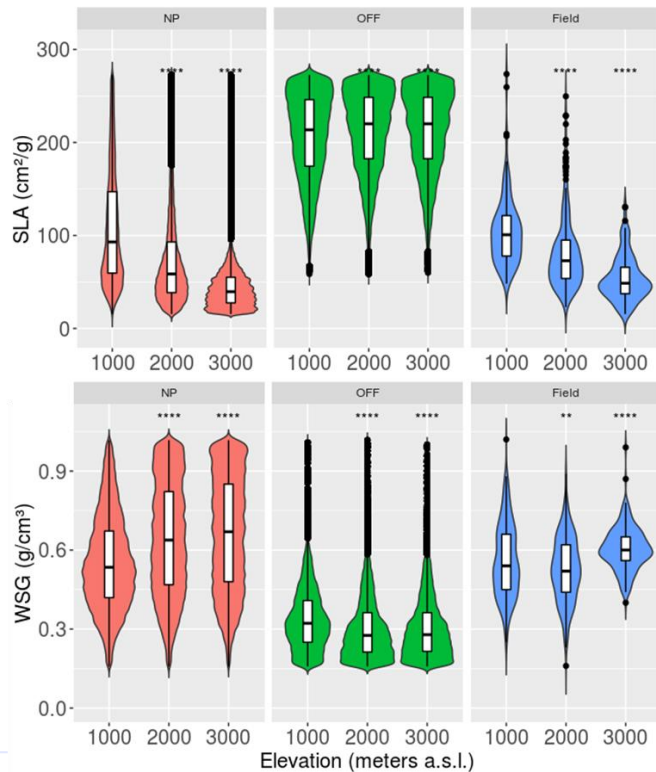 NP OFF Field
300
200
100
0
SLA (cm²/g)
**** **** **** **** **** ****
1000 2000 3000 1000 2000 3000 1000 2000 3000
NP OFF Field
0.9
0.6
0.3
0.0
WSG (g/cm³)
**** **** **** **** ** ****
1000 2000 3000 1000 2000 3000 1000 2000 3000
Elevation (meters a.s.l.)